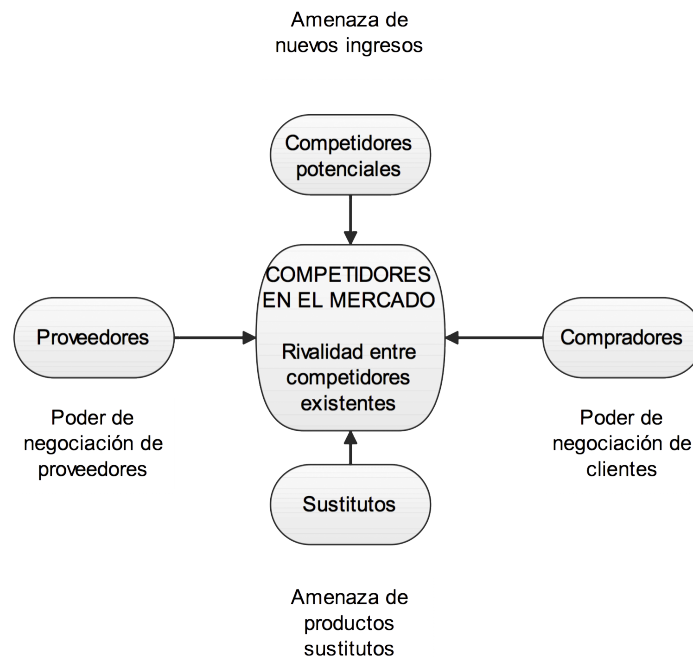 Amenaza de
nuevos ingresos
Competidores
potenciales
COMPETIDORES
EN EL MERCADO
Rivalidad entre
competidores
existentes
Proveedores
Compradores
Poder de
negociación de
proveedores
Poder de
negociación de
clientes
Sustitutos
Amenaza de
productos
sustitutos